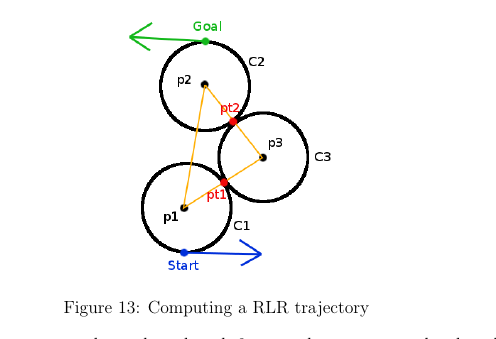 Goal
C2
p2
pt2
p3
C3
pt1
p1
C1
Start
Figure 13: Computing a RLR trajectory